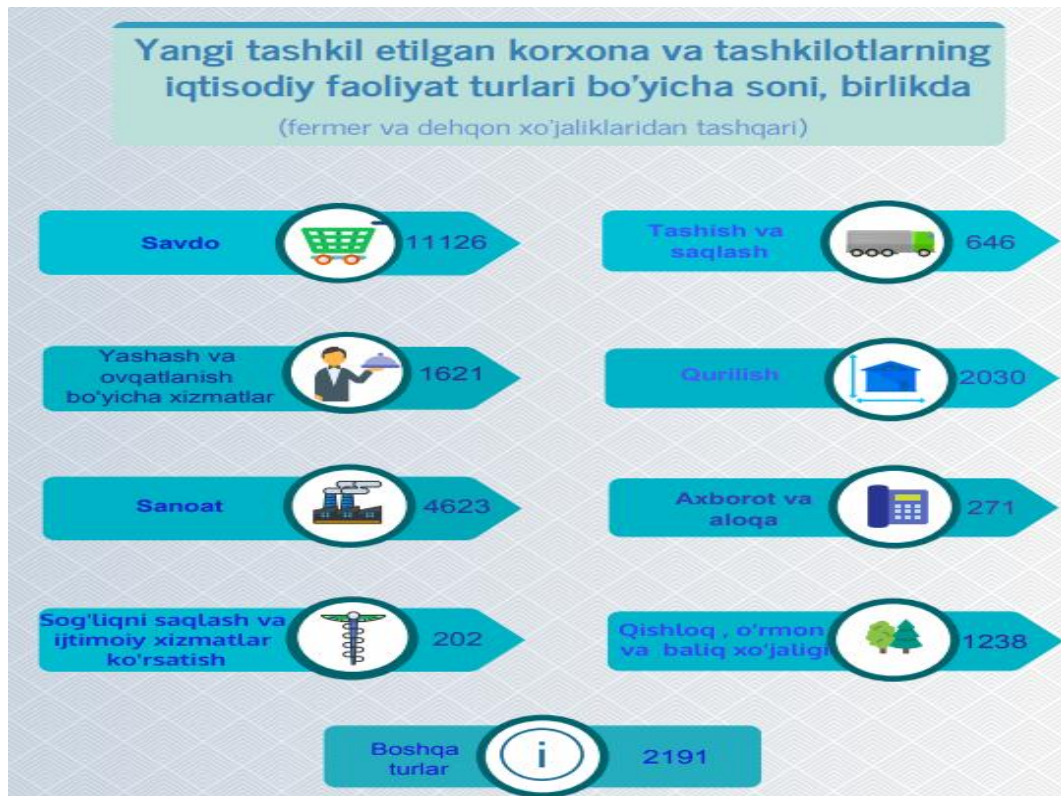 Yangi tashkil etilgan korxona va tashkilotlarning
iqtisodiy faoliyat turlari bo'yicha soni, birlikda
(fermer va dehqon xo'jaliklaridan tashqari)
Savdo
11126
Tashish va
saqlash
646
Yashash va
ovqatlanish
bo'yicha xizmatlar
1621
Qurilish
2030
Sanoat
4623
Axborot va
aloqa
271
Sog'liqni saqlash va
ijtimoiy xizmatlar
ko'rsatish
202
Qishloq , o'rmon
va baliq xo'jaligi
1238
Boshqa
turlar
i
2191